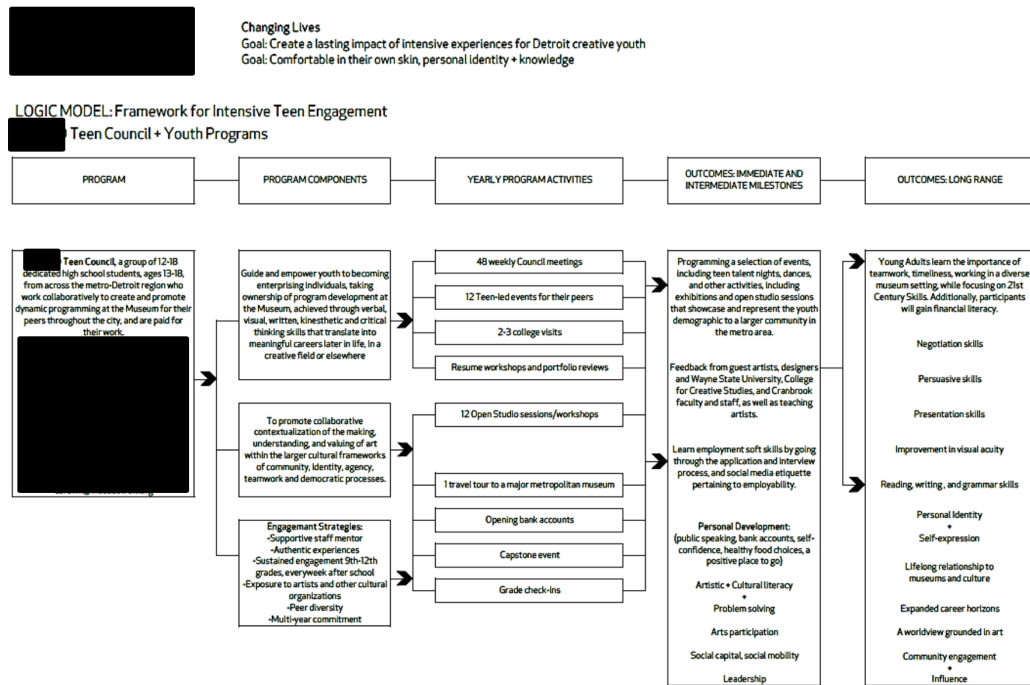 Changing Lives
Goal: Create a lasting impact of intensive experiences for Detroit creative youth
Goal: Comfortable in their own skin, personal identity + knowledge
LOGIC MODEL: Framework for Intensive Teen Engagement
Teen Council + Youth Programs
PROGRAM
PROGRAM COMPONENTS
YEARLY PROGRAM ACTIVITIES
OUTCOMES: IMMEDIATE AND
INTERMEDIATE MILESTONES
OUTCOMES: LONG RANGE
Teen Council, a group of 12-18
dedicated high school students, ages 13-18,
from across the metro-Detroit region who
work collaboratively to create and promote
dynamic programming at the Museum for their
peers throughout the city, and are paid for
their work.
Guide and empower youth to becoming
enterprising individuals, taking
ownership of program development at
the Museum, achieved through verbal,
visual, written, kinesthetic and critical
thinking skills that translate into
meaningful careers later in life, in a
creative field or elsewhere
To promote collaborative
contextualization of the making,
understanding, and valuing of art
within the larger cultural frameworks
of community, identity, agency,
teamwork and democratic processes.
Engagement Strategies:
-Supportive staff mentor
-Authentic experiences
-Sustained engagement 9th-12th
grades, everyweek after school
-Exposure to artists and other cultural
organizations
-Peer diversity
-Multi-year commitment
48 weekly Council meetings
12 Teen-led events for their peers
2-3 college visits
Resume workshops and portfolio reviews
12 Open Studio sessions/workshops
1 travel tour to a major metropolitan museum
Opening bank accounts
Capstone event
Grade check-ins
Programming a selection of events,
including teen talent nights, dances,
and other activities, including
exhibitions and open studio sessions
that showcase and represent the youth
demographic to a larger community in
the metro area.
Feedback from guest artists, designers
and Wayne State University, College
for Creative Studies, and Cranbrook
faculty and staff, as well as teaching
artists.
Learn employment soft skills by going
through the application and interview
process, and social media etiquette
pertaining to employability.
Personal Development:
(public speaking, bank accounts, self-
confidence, healthy food choices, a
positive place to go)
Artistic + Cultural literacy
+
Problem solving
Arts participation
Social capital, social mobility
Leadership
Young Adults learn the importance of
teamwork, timeliness, working in a diverse
museum setting, while focusing on 21st
Century Skills. Additionally, participants
will gain financial literacy.
Negotiation skills
Persuasive skills
Presentation skills
Improvement in visual acuity
Reading, writing , and grammar skills
Personal Identity
+
Self-expression
Lifelong relationship to
museums and culture
Expanded career horizons
A worldview grounded in art
Community engagement
+
Influence